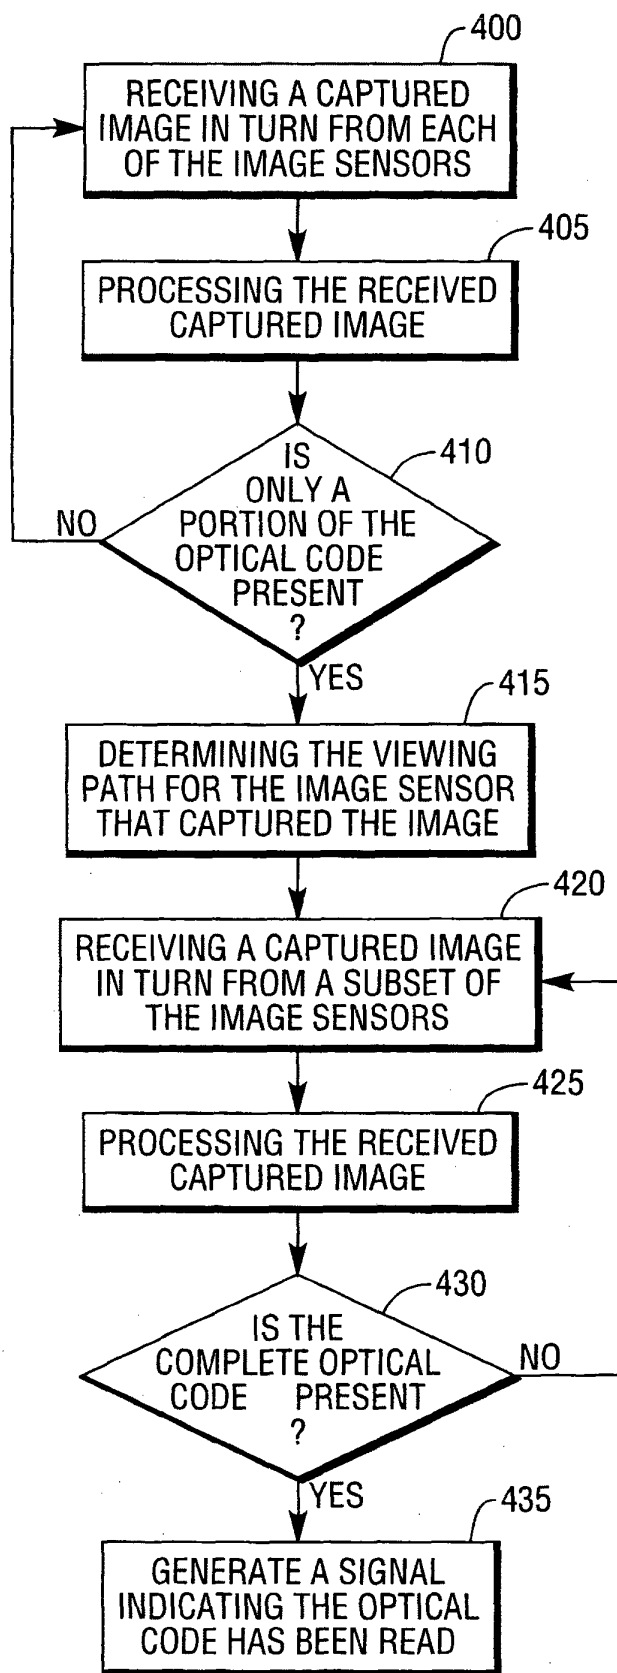 400
RECEIVING A CAPTURED
IMAGE IN TURN FROM EACH
OF THE IMAGE SENSORS
405
PROCESSING THE RECEIVED
CAPTURED IMAGE
410
IS
ONLY A
PORTION OF THE
OPTICAL CODE
PRESENT
?
NO
YES
415
DETERMINING THE VIEWING
PATH FOR THE IMAGE SENSOR
THAT CAPTURED THE IMAGE
420
RECEIVING A CAPTURED IMAGE
IN TURN FROM A SUBSET OF
THE IMAGE SENSORS
425
PROCESSING THE RECEIVED
CAPTURED IMAGE
430
IS THE
COMPLETE OPTICAL
CODE PRESENT
?
NO
YES
435
GENERATE A SIGNAL
INDICATING THE OPTICAL
CODE HAS BEEN READ